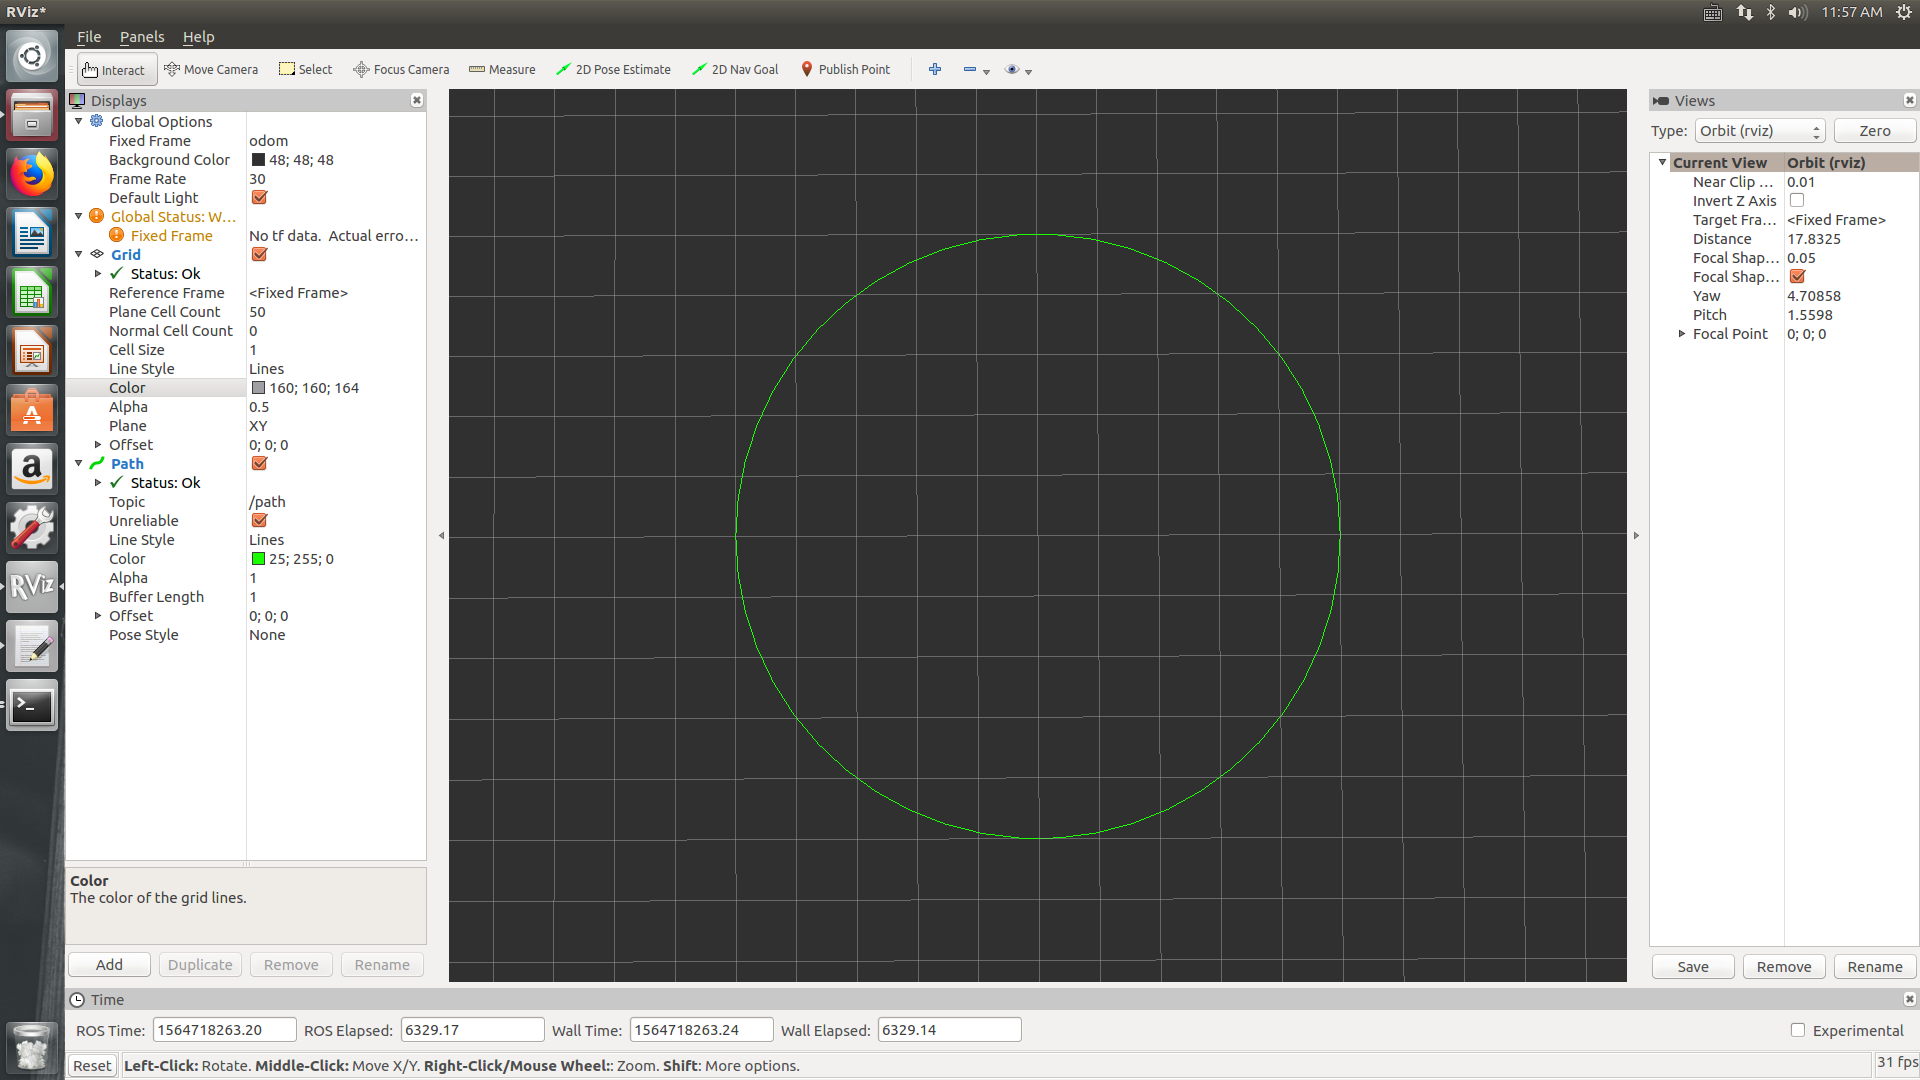 RViz*
11:57 AM
File Panels Help
Interact Move Camera Select Focus Camera Measure 2D Pose Estimate 2D Nav Goal Publish Point
Displays
Global Options
Fixed Frame odom
Background Color 48; 48; 48
Frame Rate 30
Default Light
Global Status: W...
Fixed Frame No tf data. Actual erro...
Grid
Status: Ok
Reference Frame <Fixed Frame>
Plane Cell Count 50
Normal Cell Count 0
Cell Size 1
Line Style Lines
Color 160; 160; 164
Alpha 0.5
Plane XY
Offset 0; 0; 0
Path
Status: Ok
Topic /path
Unreliable
Line Style Lines
Color 25; 255; 0
Alpha 1
Buffer Length 1
Offset 0; 0; 0
Pose Style None
Color
The color of the grid lines.
Add Duplicate Remove Rename
Views
Type: Orbit (rviz) Zero
Current View Orbit (rviz)
Near Clip ... 0.01
Invert Z Axis
Target Fra... <Fixed Frame>
Distance 17.8325
Focal Shap... 0.05
Focal Shap...
Yaw 4.70858
Pitch 1.5598
Focal Point 0; 0; 0
Save Remove Rename
Time
ROS Time: 1564718263.20 ROS Elapsed: 6329.17 Wall Time: 1564718263.24 Wall Elapsed: 6329.14 Experimental
Reset Left-Click: Rotate. Middle-Click: Move X/Y. Right-Click/Mouse Wheel:: Zoom. Shift: More options. 31 fps
RViz